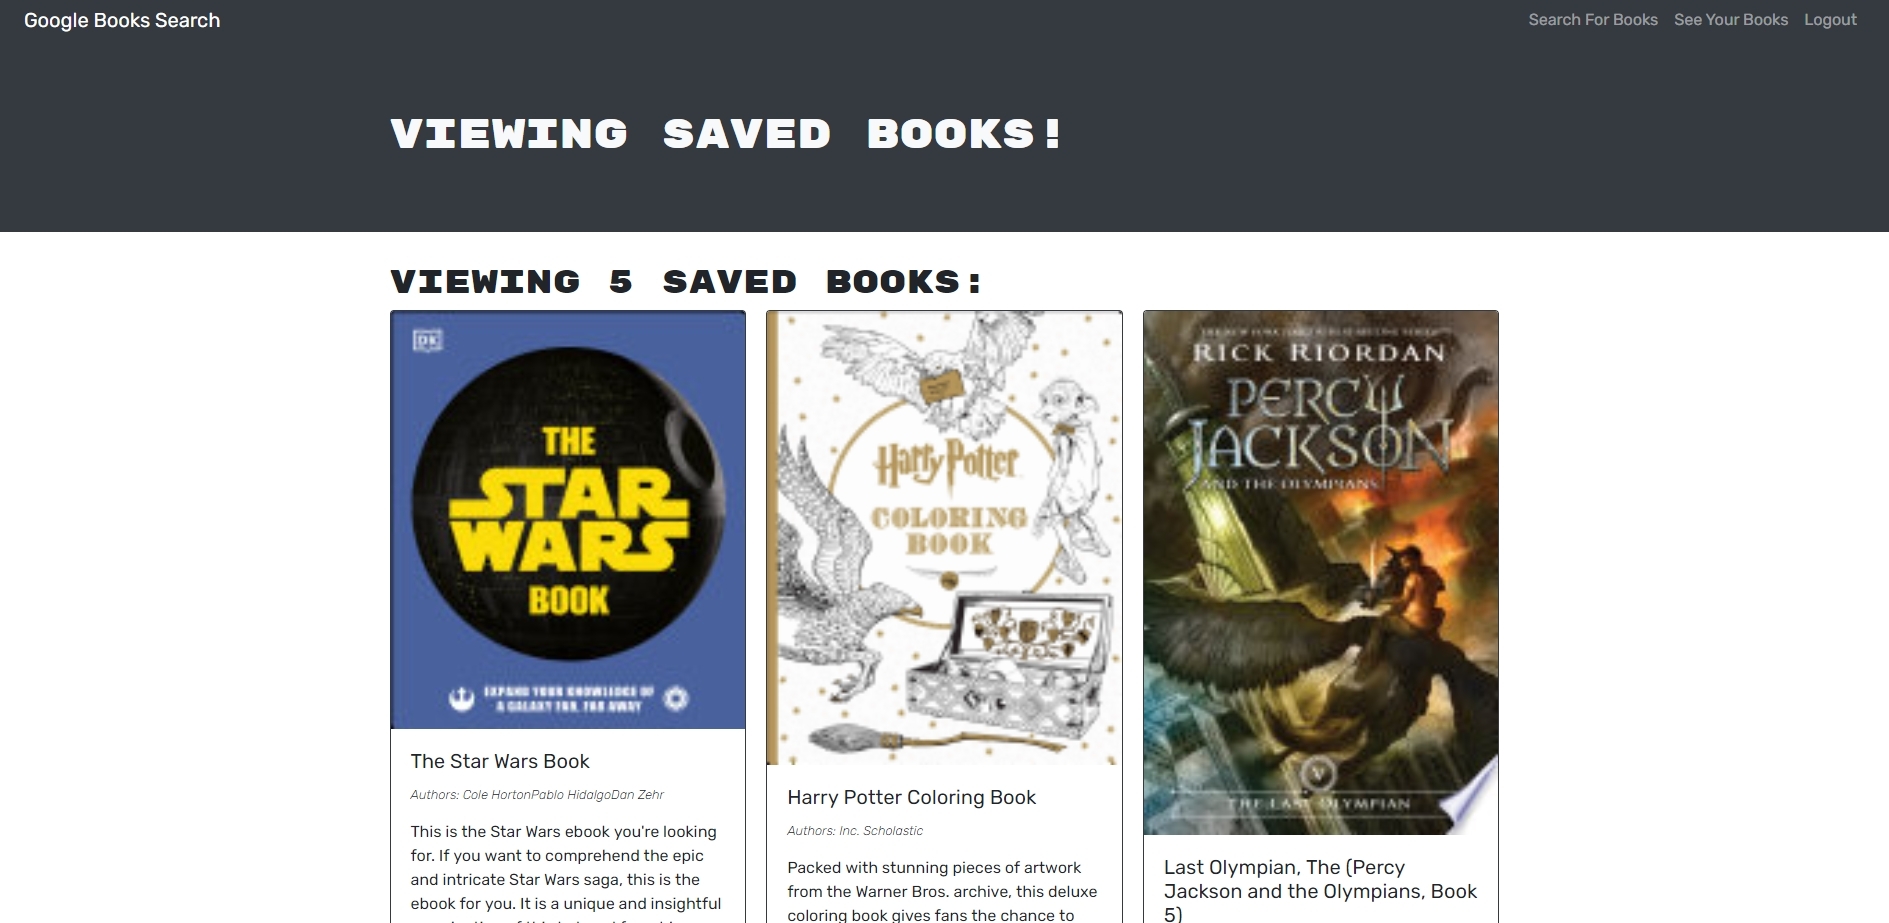 Google Books Search
Search For Books See Your Books Logout
VIEWING SAVED BOOKS!
VIEWING 5 SAVED BOOKS:
DK
THE
STAR
WARS
BOOK
EXPAND YOUR KNOWLEDGE OF
A GALAXY FAR, FAR AWAY
The Star Wars Book
Authors: Cole HortonPablo HidalgoDan Zehr
This is the Star Wars ebook you're looking
for. If you want to comprehend the epic
and intricate Star Wars saga, this is the
ebook for you. It is a unique and insightful
Harry Potter
COLORING
BOOK
Harry Potter Coloring Book
Authors: Inc. Scholastic
Packed with stunning pieces of artwork
from the Warner Bros. archive, this deluxe
coloring book gives fans the chance to
RICK RIORDAN
PERCY
JACKSON
AND THE OLYMPIANS
V
THE LAST OLYMPIAN
Last Olympian, The (Percy
Jackson and the Olympians, Book
5)